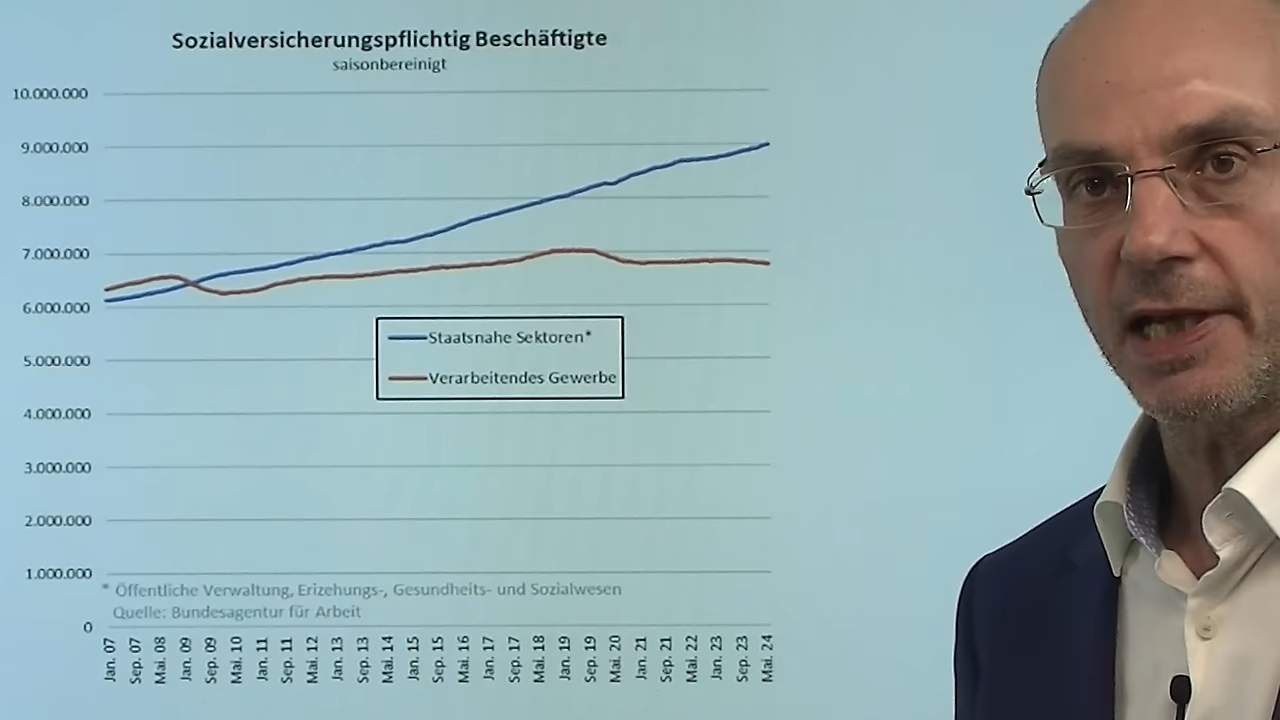 Sozialversicherungspflichtig Beschäftigte
saisonbereinigt
10.000.000
9.000.000
8.000.000
7.000.000
6.000.000
5.000.000
4.000.000
3.000.000
2.000.000
1.000.000
0
Staatsnahe Sektoren*
Verarbeitendes Gewerbe
* Öffentliche Verwaltung, Erizehungs-, Gesundheits- und Sozialwesen
Quelle: Bundesagentur für Arbeit
Jan. 07
Sep. 07
Mai. 08
Jan. 09
Sep. 09
Mai. 10
Jan. 11
Sep. 11
Mai. 12
Jan. 13
Sep. 13
Mai. 14
Jan. 15
Sep. 15
Mai. 16
Jan. 17
Sep. 17
Mai. 18
Jan. 19
Sep. 19
Mai. 20
Jan. 21
Sep. 21
Mai. 22
Jan. 23
Sep. 23
Mai. 24